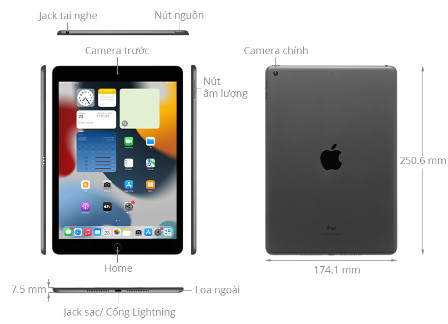 Jack tai nghe
Nút nguồn
Camera trước
Camera chính
Nút
âm lượng
250.6 mm
iPad
Home
174.1 mm
7.5 mm
Loa ngoài
Jack sạc/ Cổng Lightning